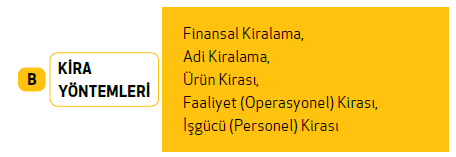 B
KİRA
YÖNTEMLERİ
Finansal Kiralama,
Adi Kiralama,
Ürün Kirası,
Faaliyet (Operasyonel) Kirası,
İşgücü (Personel) Kirası